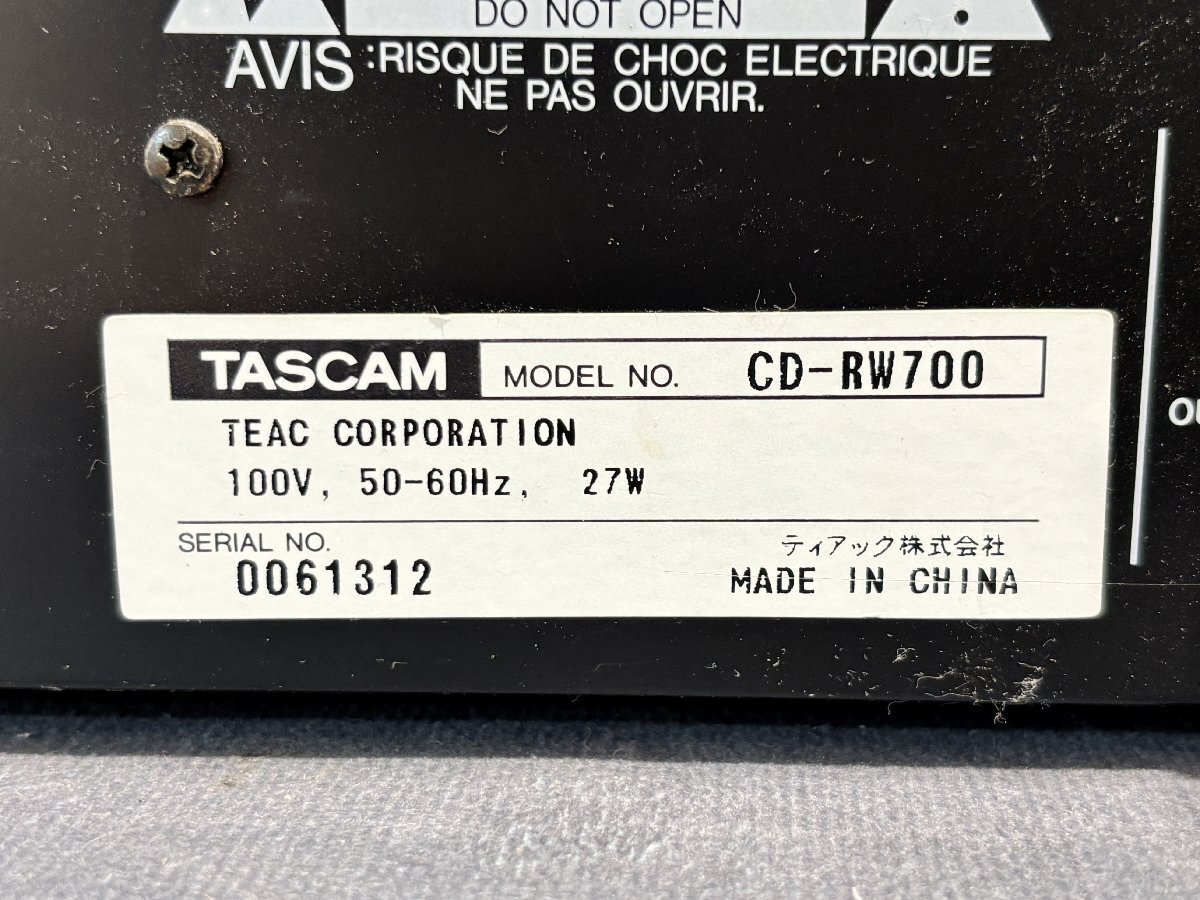 DO NOT OPEN
AVIS :RISQUE DE CHOC ELECTRIQUE
NE PAS OUVRIR.
TASCAM MODEL NO. CD-RW700
TEAC CORPORATION
100V, 50-60Hz, 27W
SERIAL NO.
0061312
ティアック株式会社
MADE IN CHINA